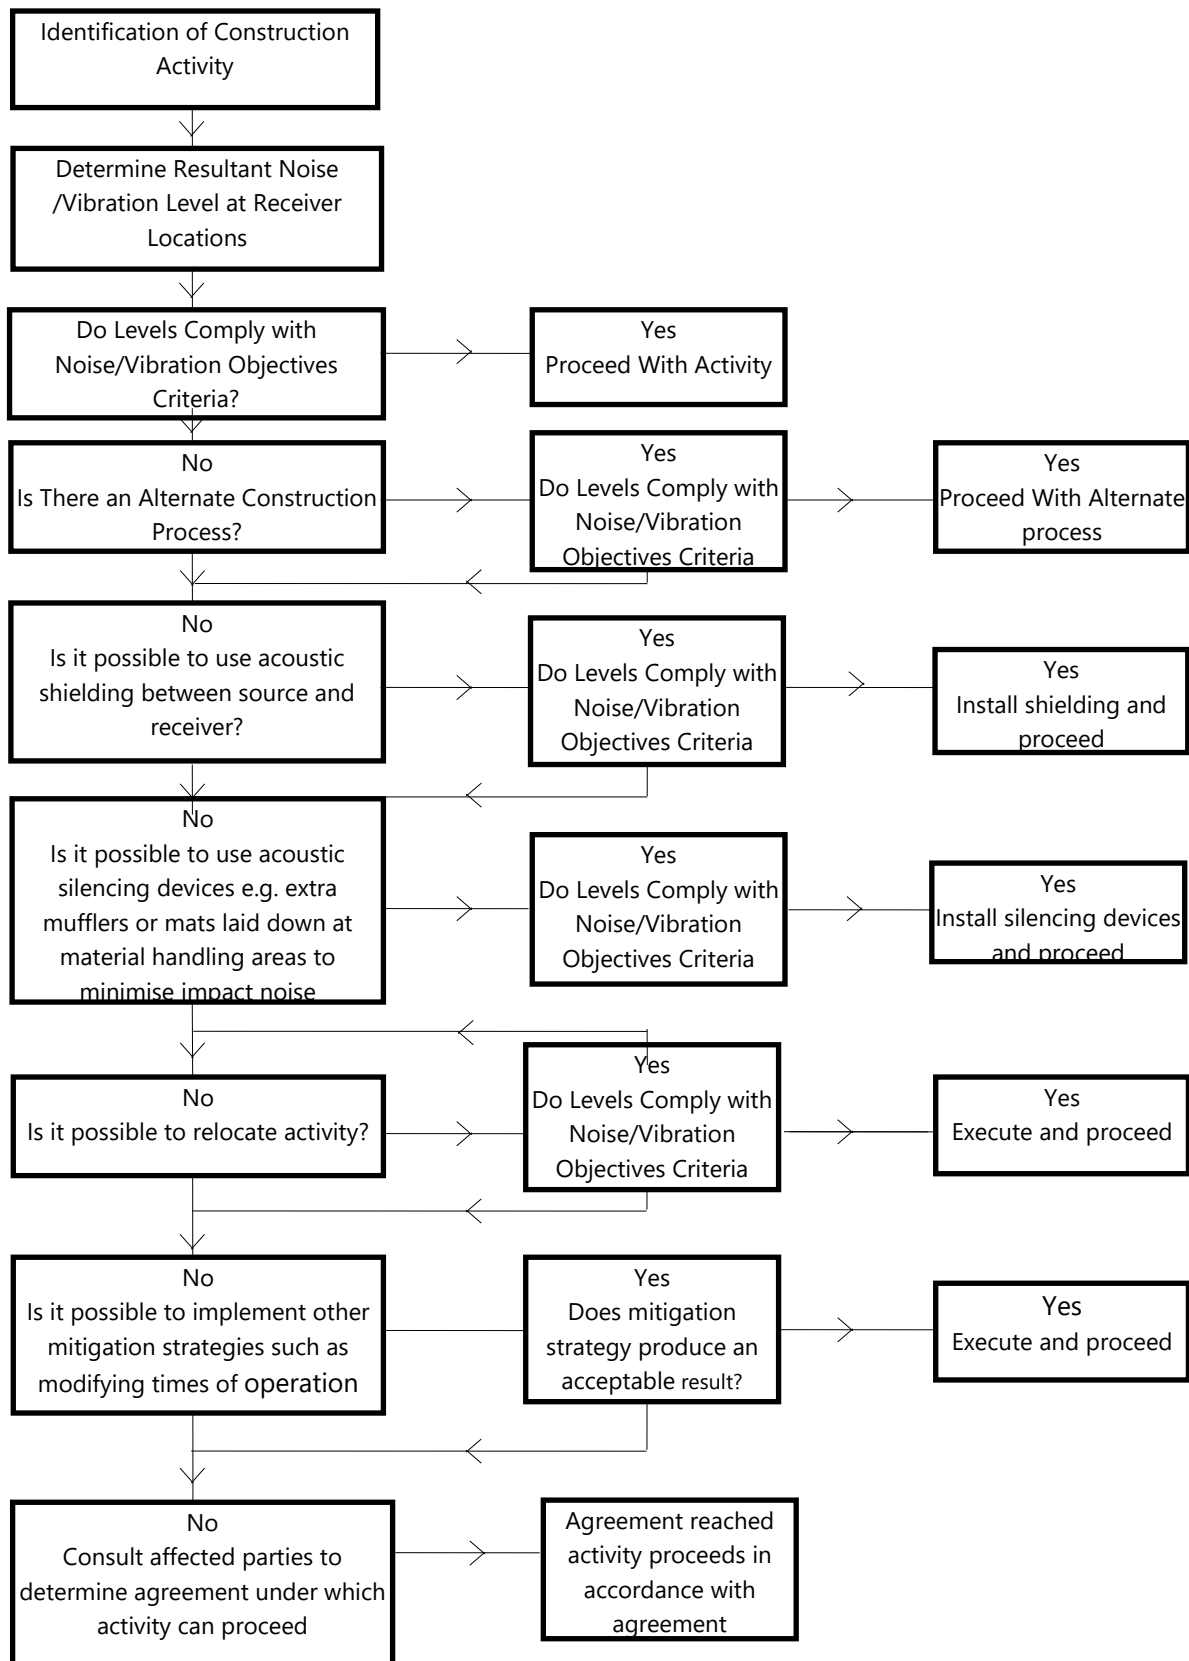 Identification of Construction
Activity
Determine Resultant Noise
/Vibration Level at Receiver
Locations
Do Levels Comply with
Noise/Vibration Objectives
Criteria?
Yes
Proceed With Activity
No
Is There an Alternate Construction
Process?
Yes
Do Levels Comply with
Noise/Vibration
Objectives Criteria
Yes
Proceed With Alternate
process
No
Is it possible to use acoustic
shielding between source and
receiver?
Yes
Do Levels Comply with
Noise/Vibration
Objectives Criteria
Yes
Install shielding and
proceed
No
Is it possible to use acoustic
silencing devices e.g. extra
mufflers or mats laid down at
material handling areas to
minimise impact noise
Yes
Do Levels Comply with
Noise/Vibration
Objectives Criteria
Yes
Install silencing devices
and proceed
No
Is it possible to relocate activity?
Yes
Do Levels Comply with
Noise/Vibration
Objectives Criteria
Yes
Execute and proceed
No
Is it possible to implement other
mitigation strategies such as
modifying times of operation
Yes
Does mitigation
strategy produce an
acceptable result?
Yes
Execute and proceed
No
Consult affected parties to
determine agreement under which
activity can proceed
Agreement reached
activity proceeds in
accordance with
agreement